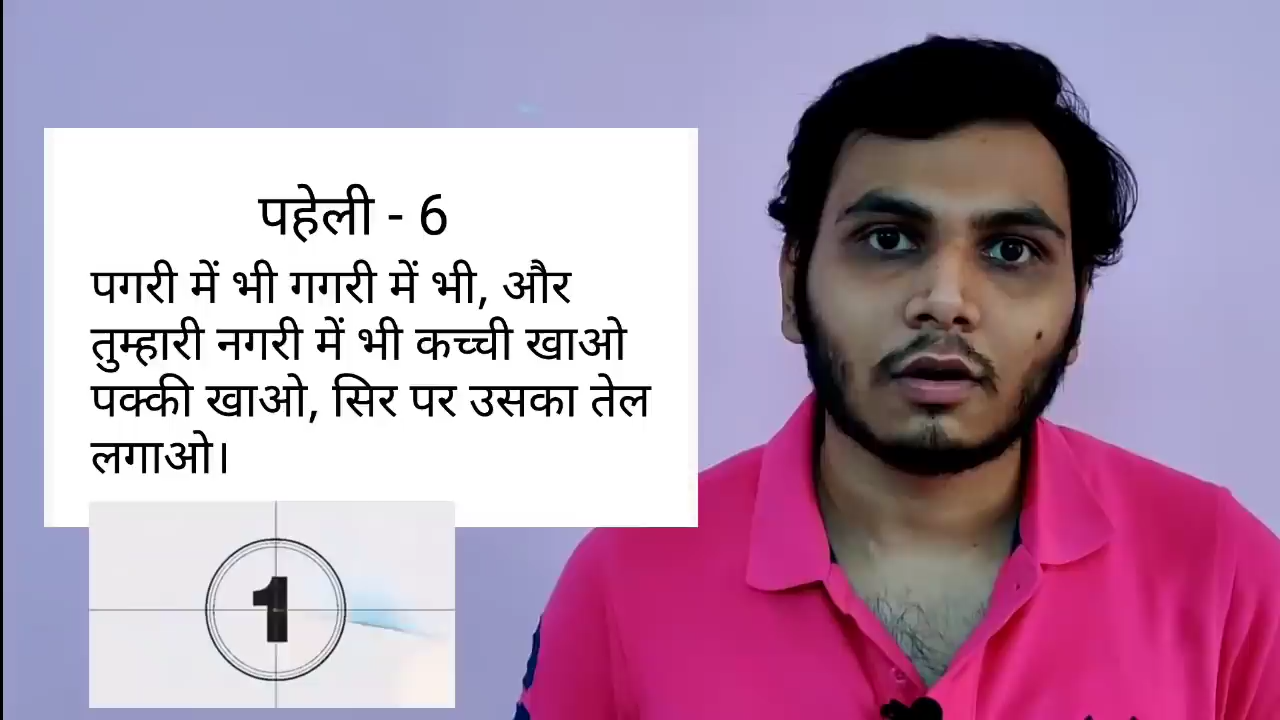 पहेली - 6
पगरी में भी गगरी में भी, और
तुम्हारी नगरी में भी कच्ची खाओ
पक्की खाओ, सिर पर उसका तेल
लगाओ।
1